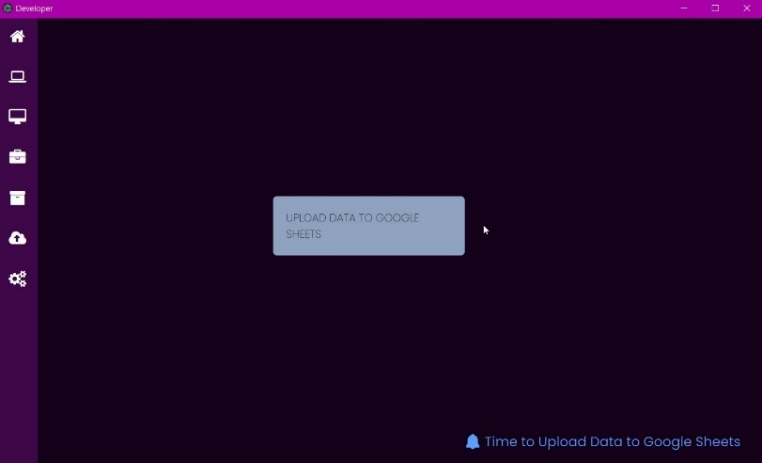 Developer
UPLOAD DATA TO GOOGLE
SHEETS
Time to Upload Data to Google Sheets